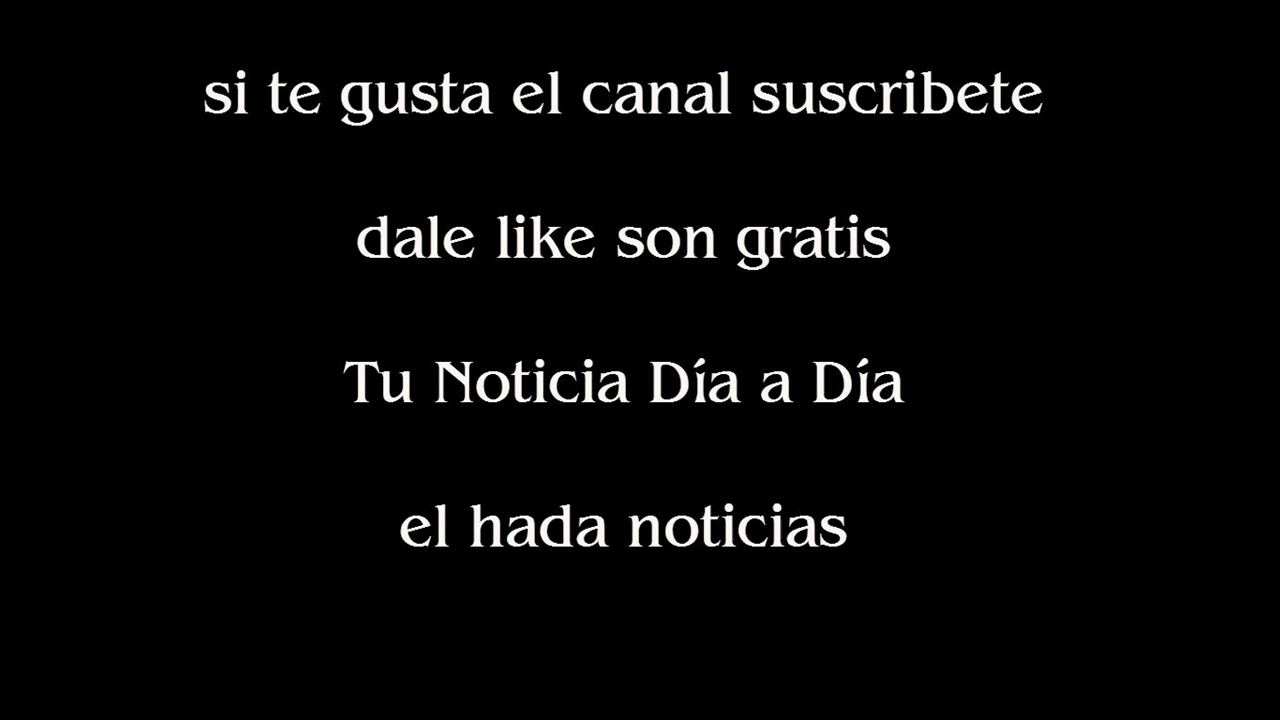 si te gusta el canal suscribete
dale like son gratis
Tu Noticia Día a Día
el hada noticias